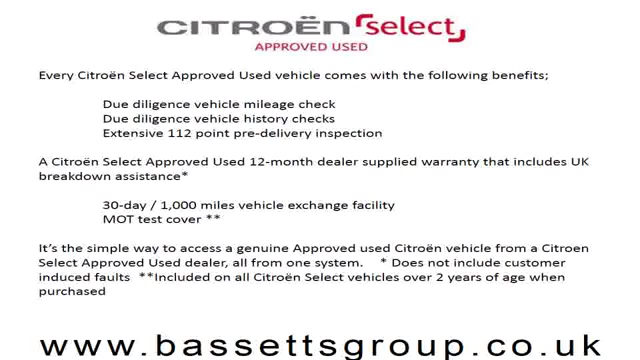 CITROËN select
APPROVED USED
Every Citroën Select Approved Used vehicle comes with the following benefits;
Due diligence vehicle mileage check
Due diligence vehicle history checks
Extensive 112 point pre-delivery inspection
A Citroën Select Approved Used 12-month dealer supplied warranty that includes UK
breakdown assistance*
30-day / 1,000 miles vehicle exchange facility
MOT test cover **
It’s the simple way to access a genuine Approved used Citroën vehicle from a Citroen
Select Approved Used dealer, all from one system. * Does not include customer
induced faults **Included on all Citroën Select vehicles over 2 years of age when
purchased
www.bassettsgroup.co.uk